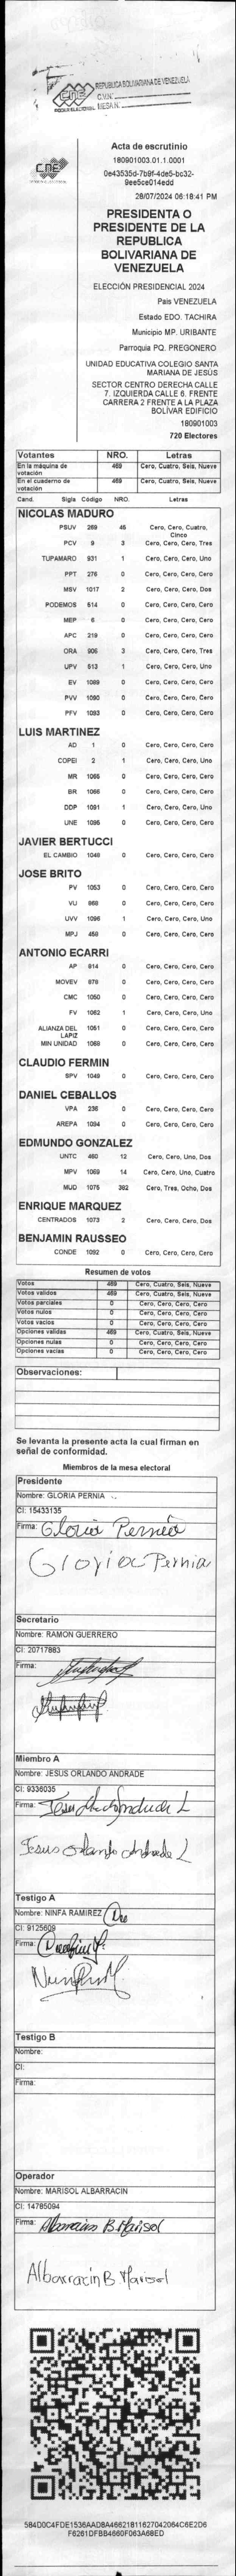 REPUBLICA BOLIVARIANA DE VENEZUELA
CNE
MESA N.
Acta de escrutinio
180901003.01.1.0001
0e43535d-7b9f-4de5-bc32-
9ee5ce014edd
28/07/2024 06:18:41 PM
PRESIDENTA O
PRESIDENTE DE LA
REPUBLICA
BOLIVARIANA DE
VENEZUELA
ELECCIÓN PRESIDENCIAL 2024
País VENEZUELA
Estado EDO. TACHIRA
Municipio MP. URIBANTE
Parroquia PQ. PREGONERO
UNIDAD EDUCATIVA COLEGIO SANTA
MARIANA DE JESÚS
SECTOR CENTRO DERECHA CALLE
7. IZQUIERDA CALLE 6. FRENTE
CARRERA 2 FRENTE A LA PLAZA
BOLÍVAR EDIFICIO
180901003
720 Electores
Votantes NRO. Letras
En la máquina de votación 469 Cero, Cuatro, Seis, Nueve
En el cuaderno de votación 469 Cero, Cuatro, Seis, Nueve
Cand. Sigla Código NRO. Letras
NICOLAS MADURO
PSUV 269 45 Cero, Cero, Cuatro, Cinco
PCV 9 3 Cero, Cero, Cero, Tres
TUPAMARO 931 1 Cero, Cero, Cero, Uno
PPT 276 0 Cero, Cero, Cero, Cero
MSV 1017 2 Cero, Cero, Cero, Dos
PODEMOS 514 0 Cero, Cero, Cero, Cero
MEP 6 0 Cero, Cero, Cero, Cero
APC 219 0 Cero, Cero, Cero, Cero
ORA 906 3 Cero, Cero, Cero, Tres
UPV 513 1 Cero, Cero, Cero, Uno
EV 1089 0 Cero, Cero, Cero, Cero
PVV 1090 0 Cero, Cero, Cero, Cero
PFV 1093 0 Cero, Cero, Cero, Cero
LUIS MARTINEZ
AD 1 0 Cero, Cero, Cero, Cero
COPEI 2 1 Cero, Cero, Cero, Uno
MR 1065 0 Cero, Cero, Cero, Cero
BR 1066 0 Cero, Cero, Cero, Cero
DDP 1091 1 Cero, Cero, Cero, Uno
UNE 1095 0 Cero, Cero, Cero, Cero
JAVIER BERTUCCI
EL CAMBIO 1048 0 Cero, Cero, Cero, Cero
JOSE BRITO
PV 1053 0 Cero, Cero, Cero, Cero
VU 968 0 Cero, Cero, Cero, Cero
UVV 1096 1 Cero, Cero, Cero, Uno
MPJ 459 0 Cero, Cero, Cero, Cero
ANTONIO ECARRI
AP 914 0 Cero, Cero, Cero, Cero
MOVEV 978 0 Cero, Cero, Cero, Cero
CMC 1050 0 Cero, Cero, Cero, Cero
FV 1062 1 Cero, Cero, Cero, Uno
ALIANZA DEL LAPIZ 1051 0 Cero, Cero, Cero, Cero
MIN UNIDAD 1068 0 Cero, Cero, Cero, Cero
CLAUDIO FERMIN
SPV 1049 0 Cero, Cero, Cero, Cero
DANIEL CEBALLOS
VPA 236 0 Cero, Cero, Cero, Cero
AREPA 1094 0 Cero, Cero, Cero, Cero
EDMUNDO GONZALEZ
UNTC 460 12 Cero, Cero, Uno, Dos
MPV 1069 14 Cero, Cero, Uno, Cuatro
MUD 1075 382 Cero, Tres, Ocho, Dos
ENRIQUE MARQUEZ
CENTRADOS 1073 2 Cero, Cero, Cero, Dos
BENJAMIN RAUSSEO
CONDE 1092 0 Cero, Cero, Cero, Cero
Resumen de votos
Votos 469 Cero, Cuatro, Seis, Nueve
Votos validos 469 Cero, Cuatro, Seis, Nueve
Votos parciales 0 Cero, Cero, Cero, Cero
Votos nulos 0 Cero, Cero, Cero, Cero
Votos vacios 0 Cero, Cero, Cero, Cero
Opciones validas 469 Cero, Cuatro, Seis, Nueve
Opciones nulas 0 Cero, Cero, Cero, Cero
Opciones vacias 0 Cero, Cero, Cero, Cero
Observaciones:
Se levanta la presente acta la cual firman en
señal de conformidad.
Miembros de la mesa electoral
Presidente
Nombre: GLORIA PERNIA
CI: 15433135
Firma: Gloria Pernia
Gloria Pernia
Secretario
Nombre: RAMON GUERRERO
CI: 20717883
Firma:
Miembro A
Nombre: JESUS ORLANDO ANDRADE
CI: 9336035
Firma:
Jesus Orlando Andrade L
Testigo A
Nombre: NINFA RAMIREZ
CI: 9125609
Firma:
Testigo B
Nombre:
CI:
Firma:
Operador
Nombre: MARISOL ALBARRACIN
CI: 14785094
Firma: Albarracin B Marisol
Albarracin B Marisol
584D0C4FDE1536AAD8A46621811627042064C6E2D6
F6261DFBB4660F063A68ED